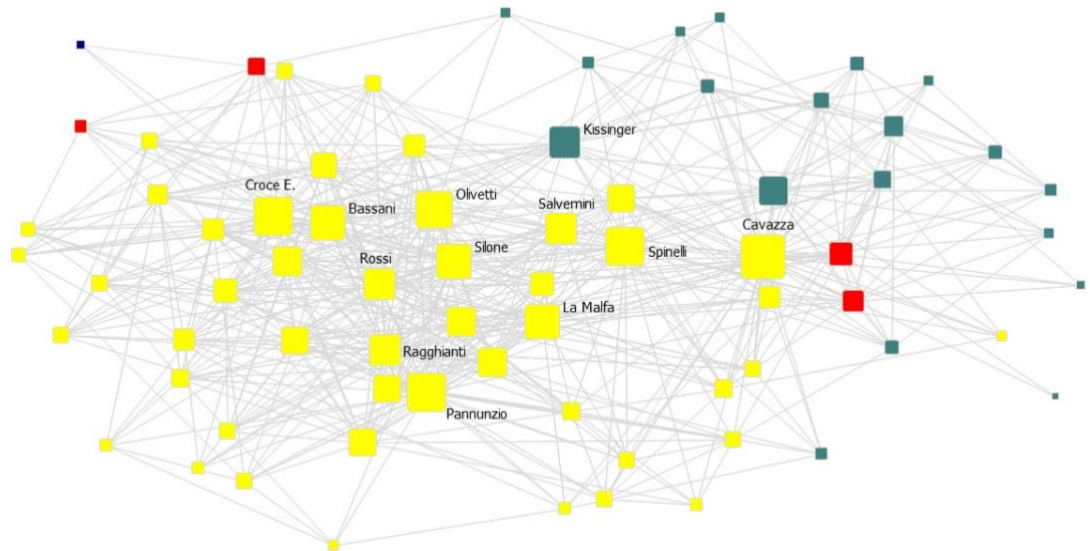 Kissinger
Croce E.
Olivetti
Bassani
Salvemini
Cavazza
Silone
Spinelli
Rossi
La Malfa
Ragghianti
Pannunzio